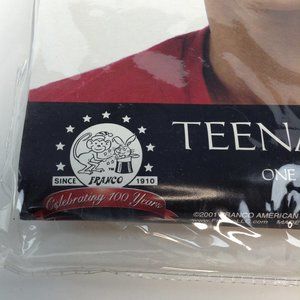 TEENA
ONE
SINCE FRANCO 1910
Celebrating 100 Years
©2001 FRANCO AMERICAN